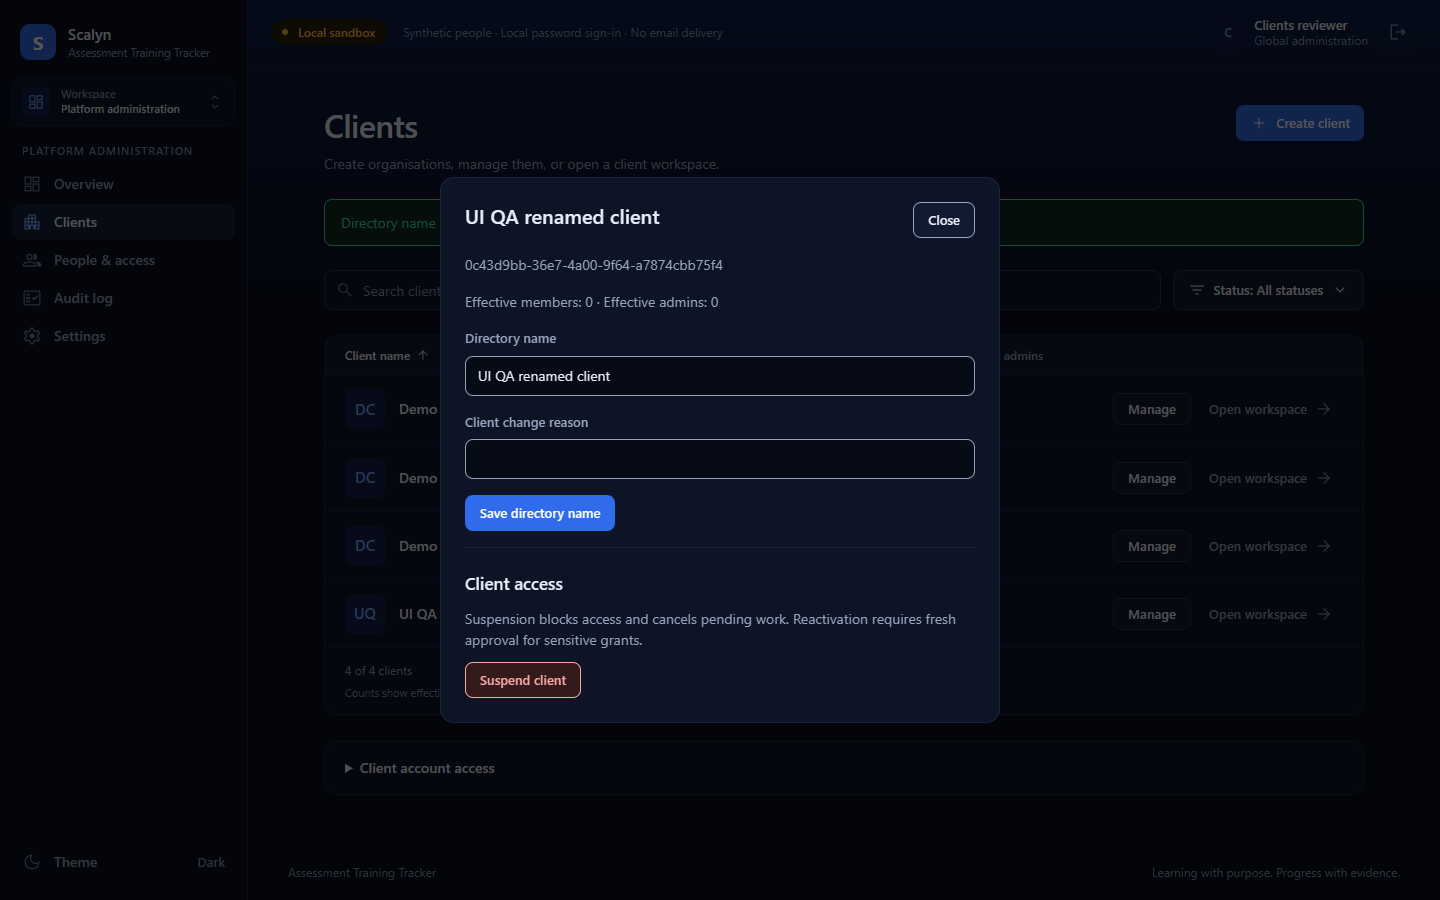 S
Scalyn
Assessment Training Tracker
Workspace
Platform administration
PLATFORM ADMINISTRATION
Overview
Clients
People & access
Audit log
Settings
Theme
Dark
Local sandbox
Synthetic people · Local password sign-in · No email delivery
C
Clients reviewer
Global administration
Clients
Create organisations, manage them, or open a client workspace.
+ Create client
Directory name
Search client
Status: All statuses
Client name ↑
admins
DC
Demo
Manage
Open workspace →
DC
Demo
Manage
Open workspace →
DC
Demo
Manage
Open workspace →
UQ
UI QA
Manage
Open workspace →
4 of 4 clients
Counts show effecti
Client account access
UI QA renamed client
Close
0c43d9bb-36e7-4a00-9f64-a7874cbb75f4
Effective members: 0 · Effective admins: 0
Directory name
UI QA renamed client
Client change reason
Save directory name
Client access
Suspension blocks access and cancels pending work. Reactivation requires fresh
approval for sensitive grants.
Suspend client
Assessment Training Tracker
Learning with purpose. Progress with evidence.